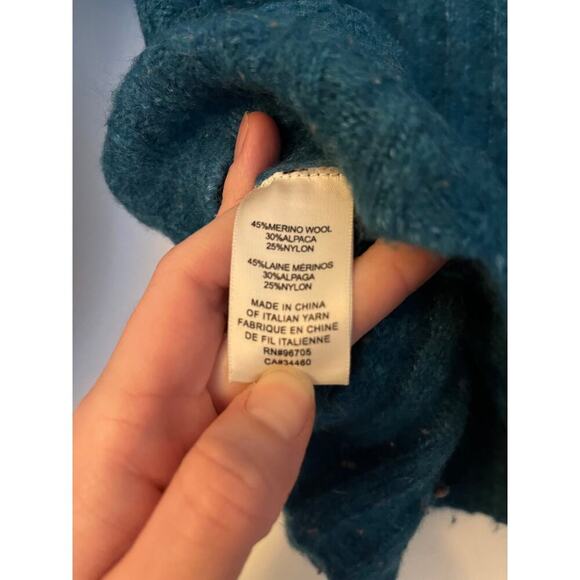 45%MERINO WOOL
30%ALPACA
25%NYLON
45%LAINE MÉRINOS
30%ALPAGA
25%NYLON
MADE IN CHINA
OF ITALIAN YARN
FABRIQUE EN CHINE
DE FIL ITALIENNE
RN#96705
CA#34460